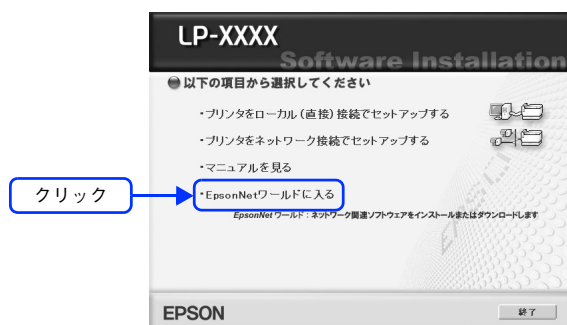 LP-XXXX
Software Installation
以下の項目から選択してください
・プリンタをローカル(直接)接続でセットアップする
・プリンタをネットワーク接続でセットアップする
・マニュアルを見る
クリック
・EpsonNetワールドに入る
EpsonNet ワールド:ネットワーク関連ソフトウェアをインストールまたはダウンロードします
EPSON
EPSON
終了